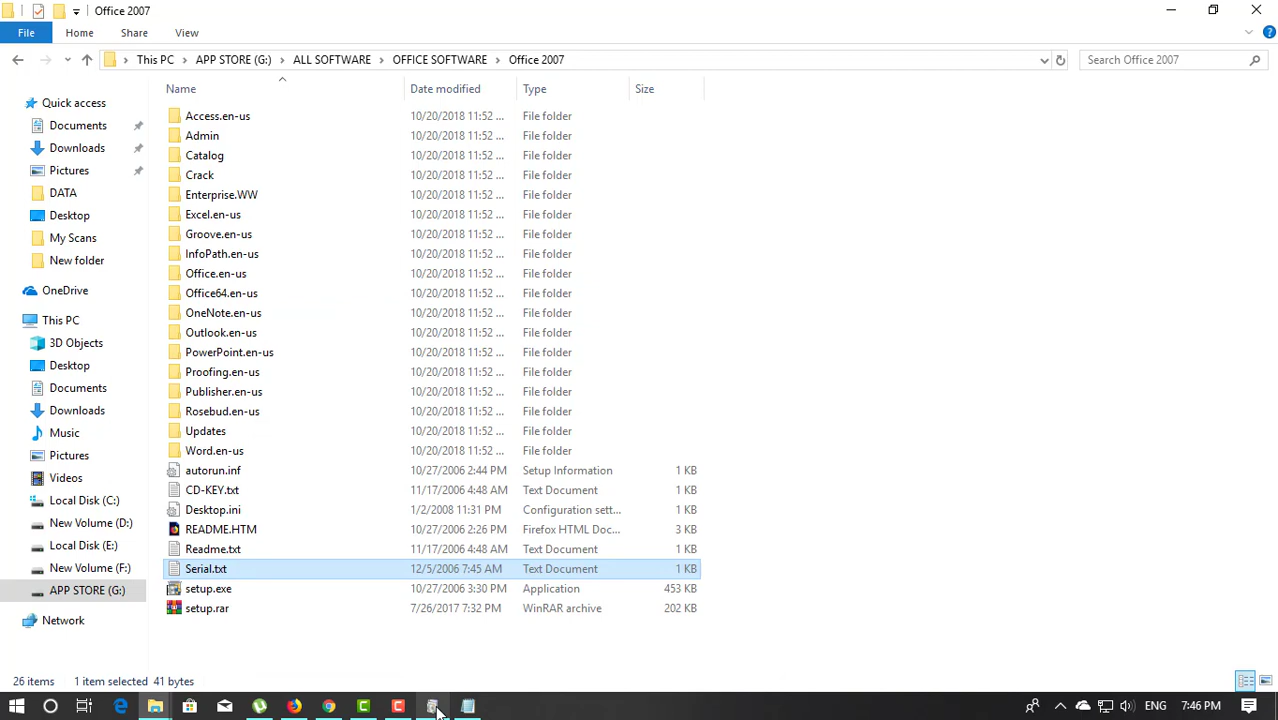 Office 2007
File Home Share View
This PC APP STORE (G:) ALL SOFTWARE OFFICE SOFTWARE Office 2007 Search Office 2007
Name Date modified Type Size
Quick access
Documents
Downloads
Pictures
DATA
Desktop
My Scans
New folder
OneDrive
This PC
3D Objects
Desktop
Documents
Downloads
Music
Pictures
Videos
Local Disk (C:)
New Volume (D:)
Local Disk (E:)
New Volume (F:)
APP STORE (G:)
Network
Access.en-us 10/20/2018 11:52 ... File folder
Admin 10/20/2018 11:52 ... File folder
Catalog 10/20/2018 11:52 ... File folder
Crack 10/20/2018 11:52 ... File folder
Enterprise.WW 10/20/2018 11:52 ... File folder
Excel.en-us 10/20/2018 11:52 ... File folder
Groove.en-us 10/20/2018 11:52 ... File folder
InfoPath.en-us 10/20/2018 11:52 ... File folder
Office.en-us 10/20/2018 11:52 ... File folder
Office64.en-us 10/20/2018 11:52 ... File folder
OneNote.en-us 10/20/2018 11:52 ... File folder
Outlook.en-us 10/20/2018 11:52 ... File folder
PowerPoint.en-us 10/20/2018 11:52 ... File folder
Proofing.en-us 10/20/2018 11:52 ... File folder
Publisher.en-us 10/20/2018 11:52 ... File folder
Rosebud.en-us 10/20/2018 11:52 ... File folder
Updates 10/20/2018 11:52 ... File folder
Word.en-us 10/20/2018 11:52 ... File folder
autorun.inf 10/27/2006 2:44 PM Setup Information 1 KB
CD-KEY.txt 11/17/2006 4:48 AM Text Document 1 KB
Desktop.ini 1/2/2008 11:31 PM Configuration sett... 1 KB
README.HTM 10/27/2006 2:26 PM Firefox HTML Doc... 3 KB
Readme.txt 11/17/2006 4:48 AM Text Document 1 KB
Serial.txt 12/5/2006 7:45 AM Text Document 1 KB
setup.exe 10/27/2006 3:30 PM Application 453 KB
setup.rar 7/26/2017 7:32 PM WinRAR archive 202 KB
26 items 1 item selected 41 bytes
ENG 7:46 PM